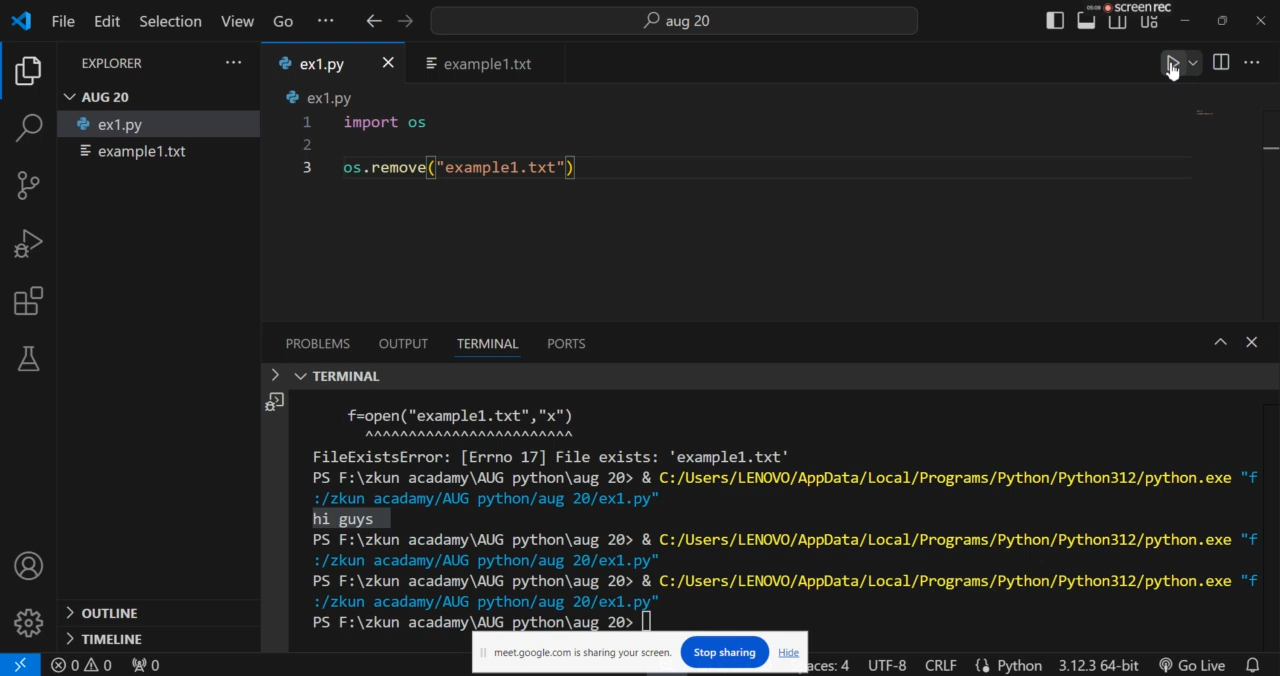 File Edit Selection View Go ··· aug 20 05:08 screenrec
EXPLORER ···
AUG 20
ex1.py
example1.txt
OUTLINE
TIMELINE
ex1.py example1.txt
ex1.py
1 import os
2
3 os.remove("example1.txt")
PROBLEMS OUTPUT TERMINAL PORTS
TERMINAL
f=open("example1.txt","x")
^^^^^^^^^^^^^^^^^^^^^^^^
FileExistsError: [Errno 17] File exists: 'example1.txt'
PS F:\zkun acadamy\AUG python\aug 20> & C:/Users/LENOVO/AppData/Local/Programs/Python/Python312/python.exe "f
:/zkun acadamy/AUG python/aug 20/ex1.py"
hi guys
PS F:\zkun acadamy\AUG python\aug 20> & C:/Users/LENOVO/AppData/Local/Programs/Python/Python312/python.exe "f
:/zkun acadamy/AUG python/aug 20/ex1.py"
PS F:\zkun acadamy\AUG python\aug 20> & C:/Users/LENOVO/AppData/Local/Programs/Python/Python312/python.exe "f
:/zkun acadamy/AUG python/aug 20/ex1.py"
PS F:\zkun acadamy\AUG python\aug 20>
meet.google.com is sharing your screen. Stop sharing Hide
0 0 0 aces: 4 UTF-8 CRLF Python 3.12.3 64-bit Go Live